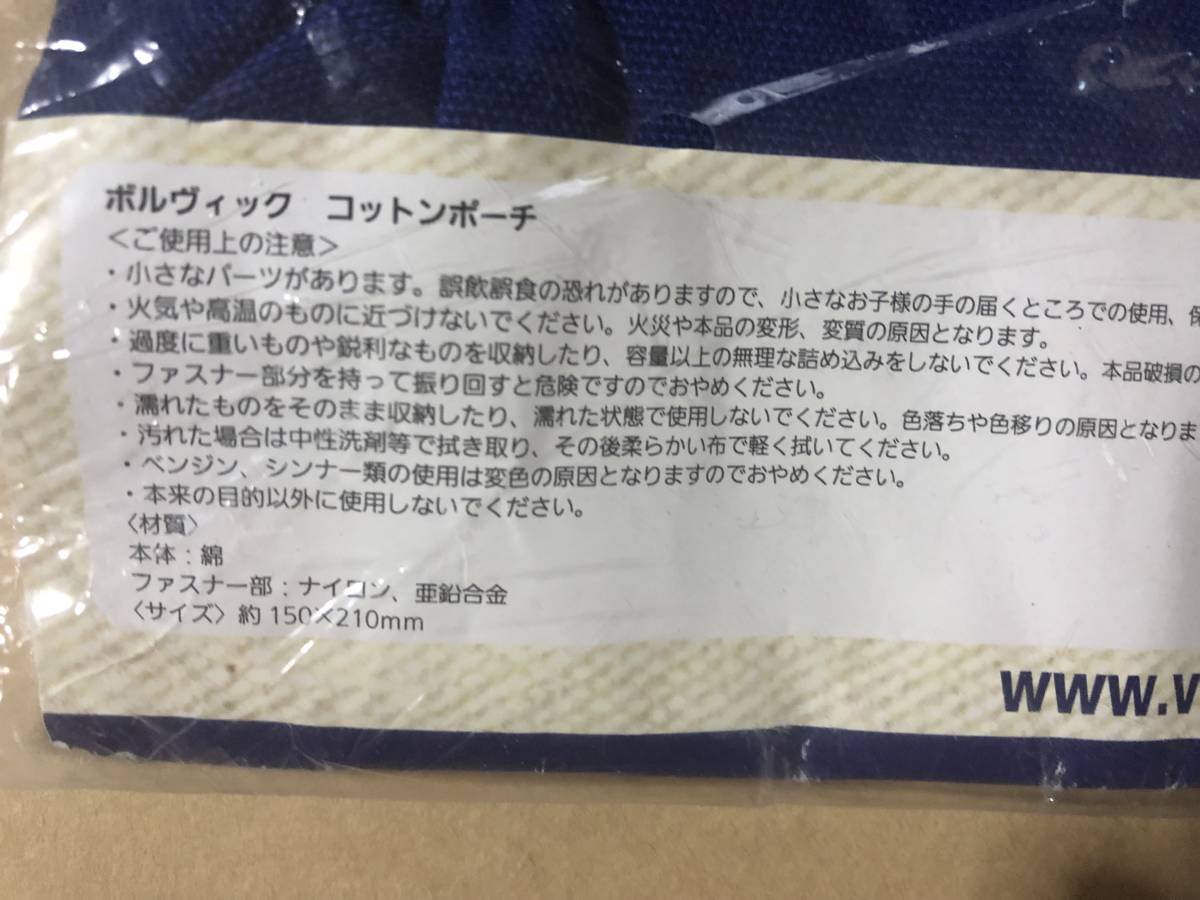 ボルヴィック　コットンポーチ
＜ご使用上の注意＞
・小さなパーツがあります。誤飲誤食の恐れがありますので、小さなお子様の手の届くところでの使用、保
・火気や高温のものに近づけないでください。火災や本品の変形、変質の原因となります。
・過度に重いものや鋭利なものを収納したり、容量以上の無理な詰め込みをしないでください。本品破損の
・ファスナー部分を持って振り回すと危険ですのでおやめください。
・濡れたものをそのまま収納したり、濡れた状態で使用しないでください。色落ちや色移りの原因となりま
・汚れた場合は中性洗剤等で拭き取り、その後柔らかい布で軽く拭いてください。
・ベンジン、シンナー類の使用は変色の原因となりますのでおやめください。
・本来の目的以外に使用しないでください。
〈材質〉
本体：綿
ファスナー部：ナイロン、亜鉛合金
〈サイズ〉約150×210mm
www.v